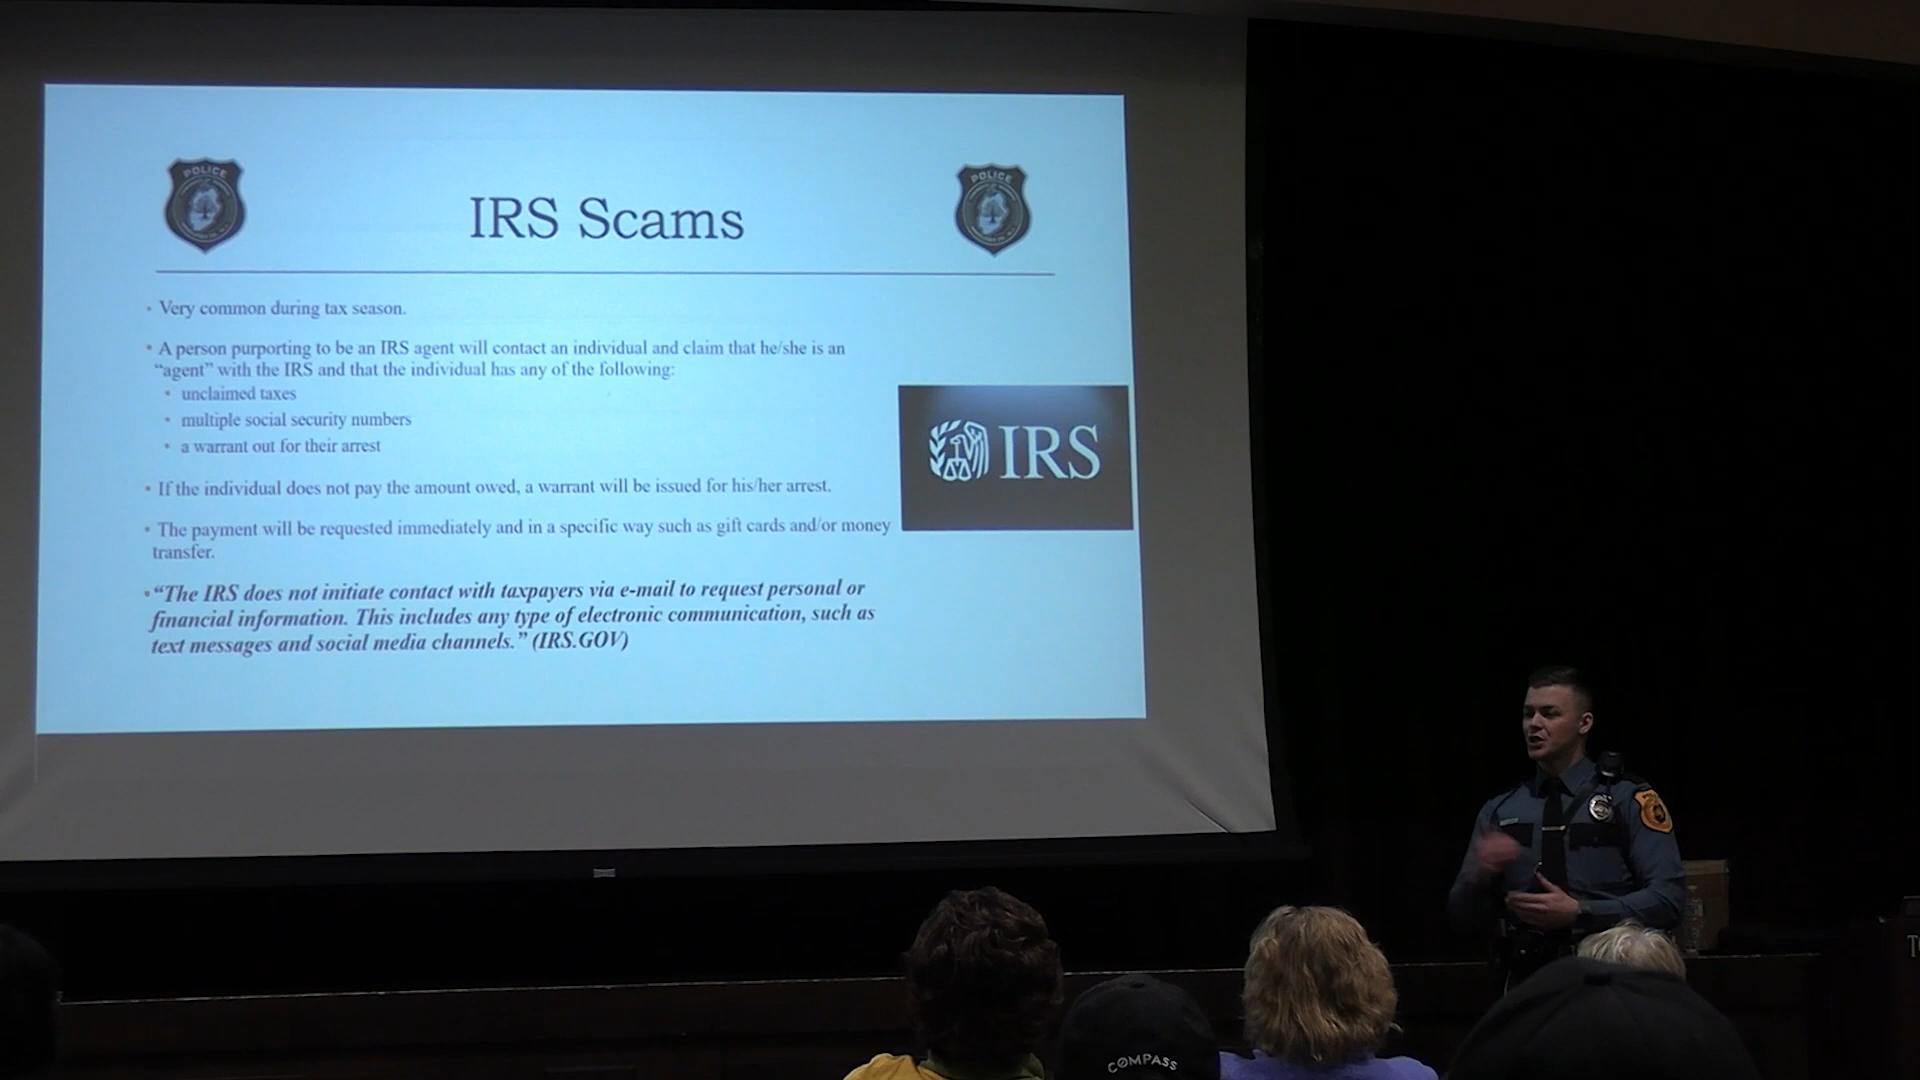 POLICE
POLICE
IRS Scams
• Very common during tax season.
• A person purporting to be an IRS agent will contact an individual and claim that he/she is an
“agent” with the IRS and that the individual has any of the following:
• unclaimed taxes
• multiple social security numbers
• a warrant out for their arrest
IRS
• If the individual does not pay the amount owed, a warrant will be issued for his/her arrest.
• The payment will be requested immediately and in a specific way such as gift cards and/or money
transfer.
• “The IRS does not initiate contact with taxpayers via e-mail to request personal or
financial information. This includes any type of electronic communication, such as
text messages and social media channels.” (IRS.GOV)
COMPASS